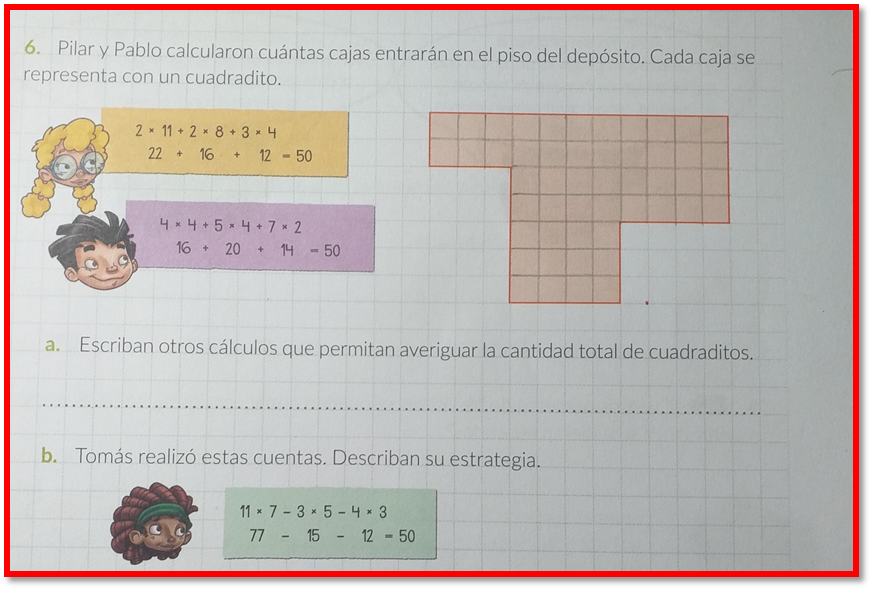 6. Pilar y Pablo calcularon cuántas cajas entrarán en el piso del depósito. Cada caja se
representa con un cuadradito.
2 × 11 + 2 × 8 + 3 × 4
22 + 16 + 12 = 50
4 × 4 + 5 × 4 + 7 × 2
16 + 20 + 14 = 50
a. Escriban otros cálculos que permitan averiguar la cantidad total de cuadraditos.
b. Tomás realizó estas cuentas. Describan su estrategia.
11 × 7 – 3 × 5 – 4 × 3
77 – 15 – 12 = 50